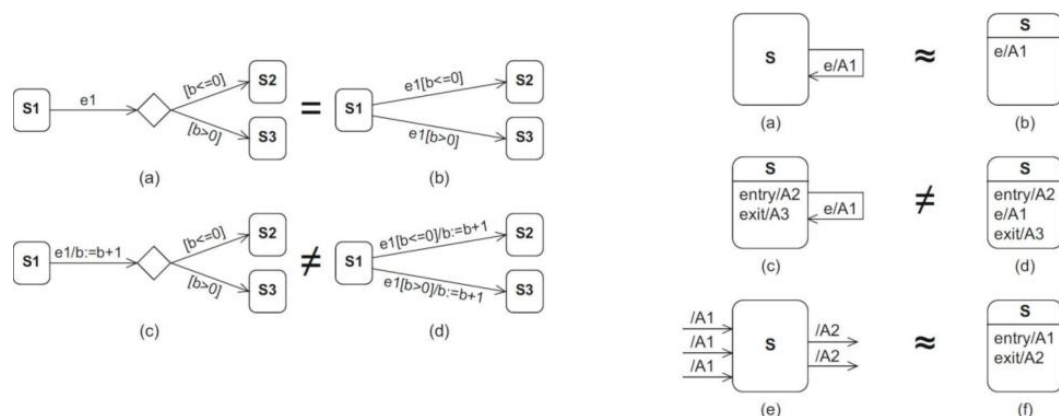 S1
e1
[b<=0]
[b>0]
S2
S3
=
S1
e1[b<=0]
e1[b>0]
S2
S3
(a)
(b)
S1
e1/b:=b+1
[b<=0]
[b>0]
S2
S3
≠
S1
e1[b<=0]/b:=b+1
e1[b>0]/b:=b+1
S2
S3
(c)
(d)
S
e/A1
≈
S
e/A1
(a)
(b)
S
entry/A2
exit/A3
e/A1
≠
S
entry/A2
e/A1
exit/A3
(c)
(d)
/A1
/A1
/A1
S
/A2
/A2
≈
S
entry/A1
exit/A2
(e)
(f)